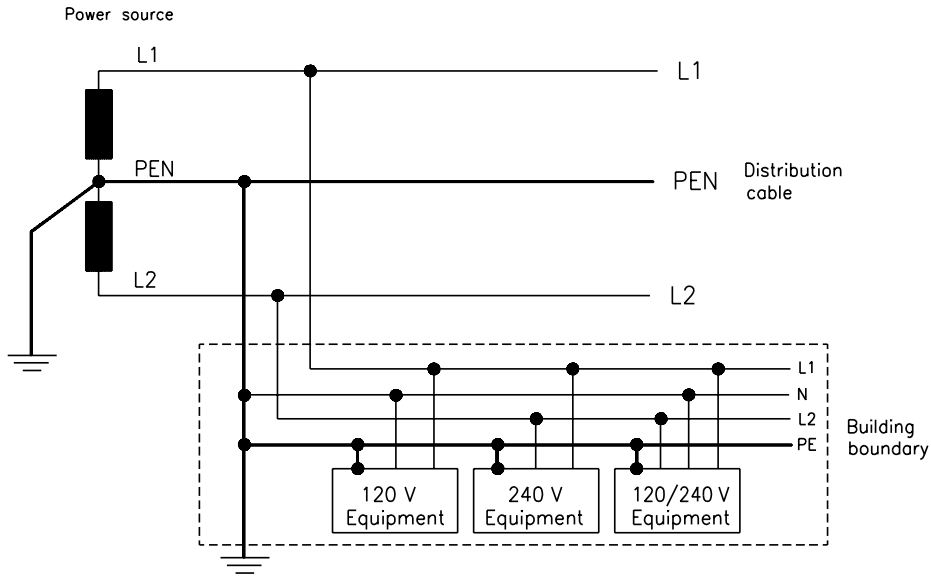 Power source
L1
L1
PEN
PEN
Distribution
cable
L2
L2
L1
N
L2
PE
Building
boundary
120 V
Equipment
240 V
Equipment
120/240 V
Equipment